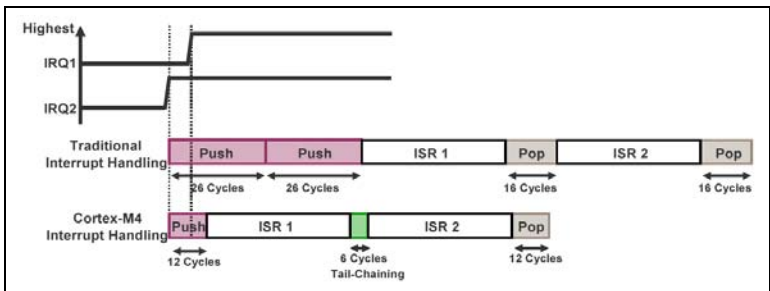 Highest
IRQ1
IRQ2
Traditional
Interrupt Handling
Push
Push
ISR 1
Pop
ISR 2
Pop
26 Cycles
26 Cycles
16 Cycles
16 Cycles
Cortex-M4
Interrupt Handling
Push
ISR 1
ISR 2
Pop
12 Cycles
6 Cycles
Tail-Chaining
12 Cycles